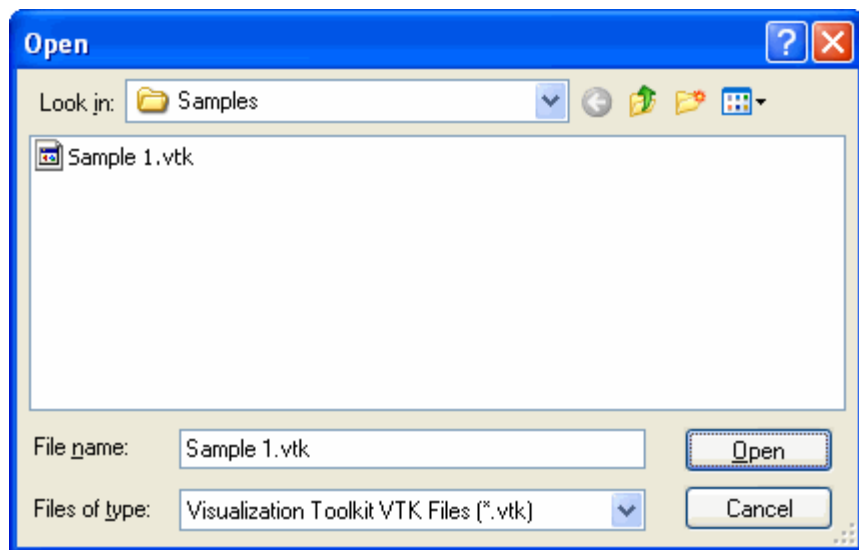 Open
Look in: Samples
Sample 1.vtk
File name: Sample 1.vtk Open
Files of type: Visualization Toolkit VTK Files (*.vtk) Cancel